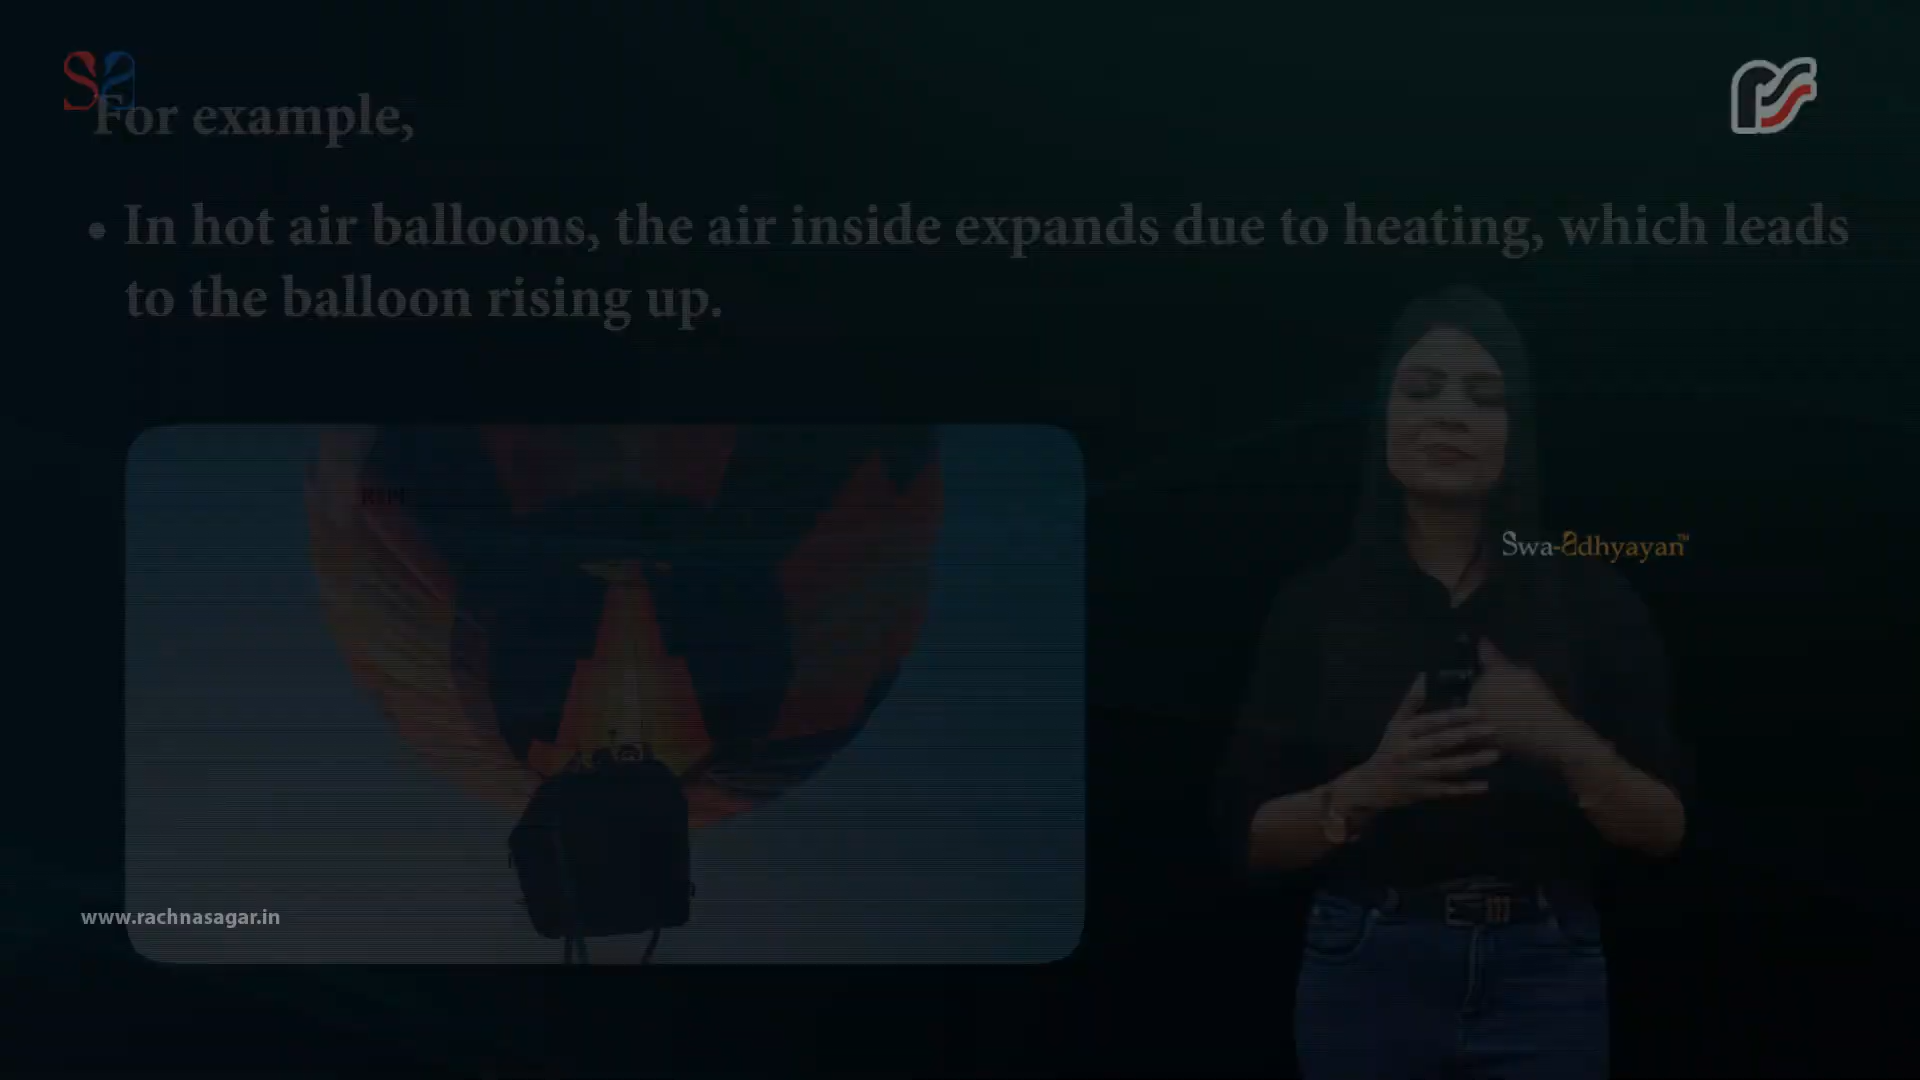 For example,
• In hot air balloons, the air inside expands due to heating, which leads
to the balloon rising up.
Swa-adhyayan™
www.rachnasagar.in